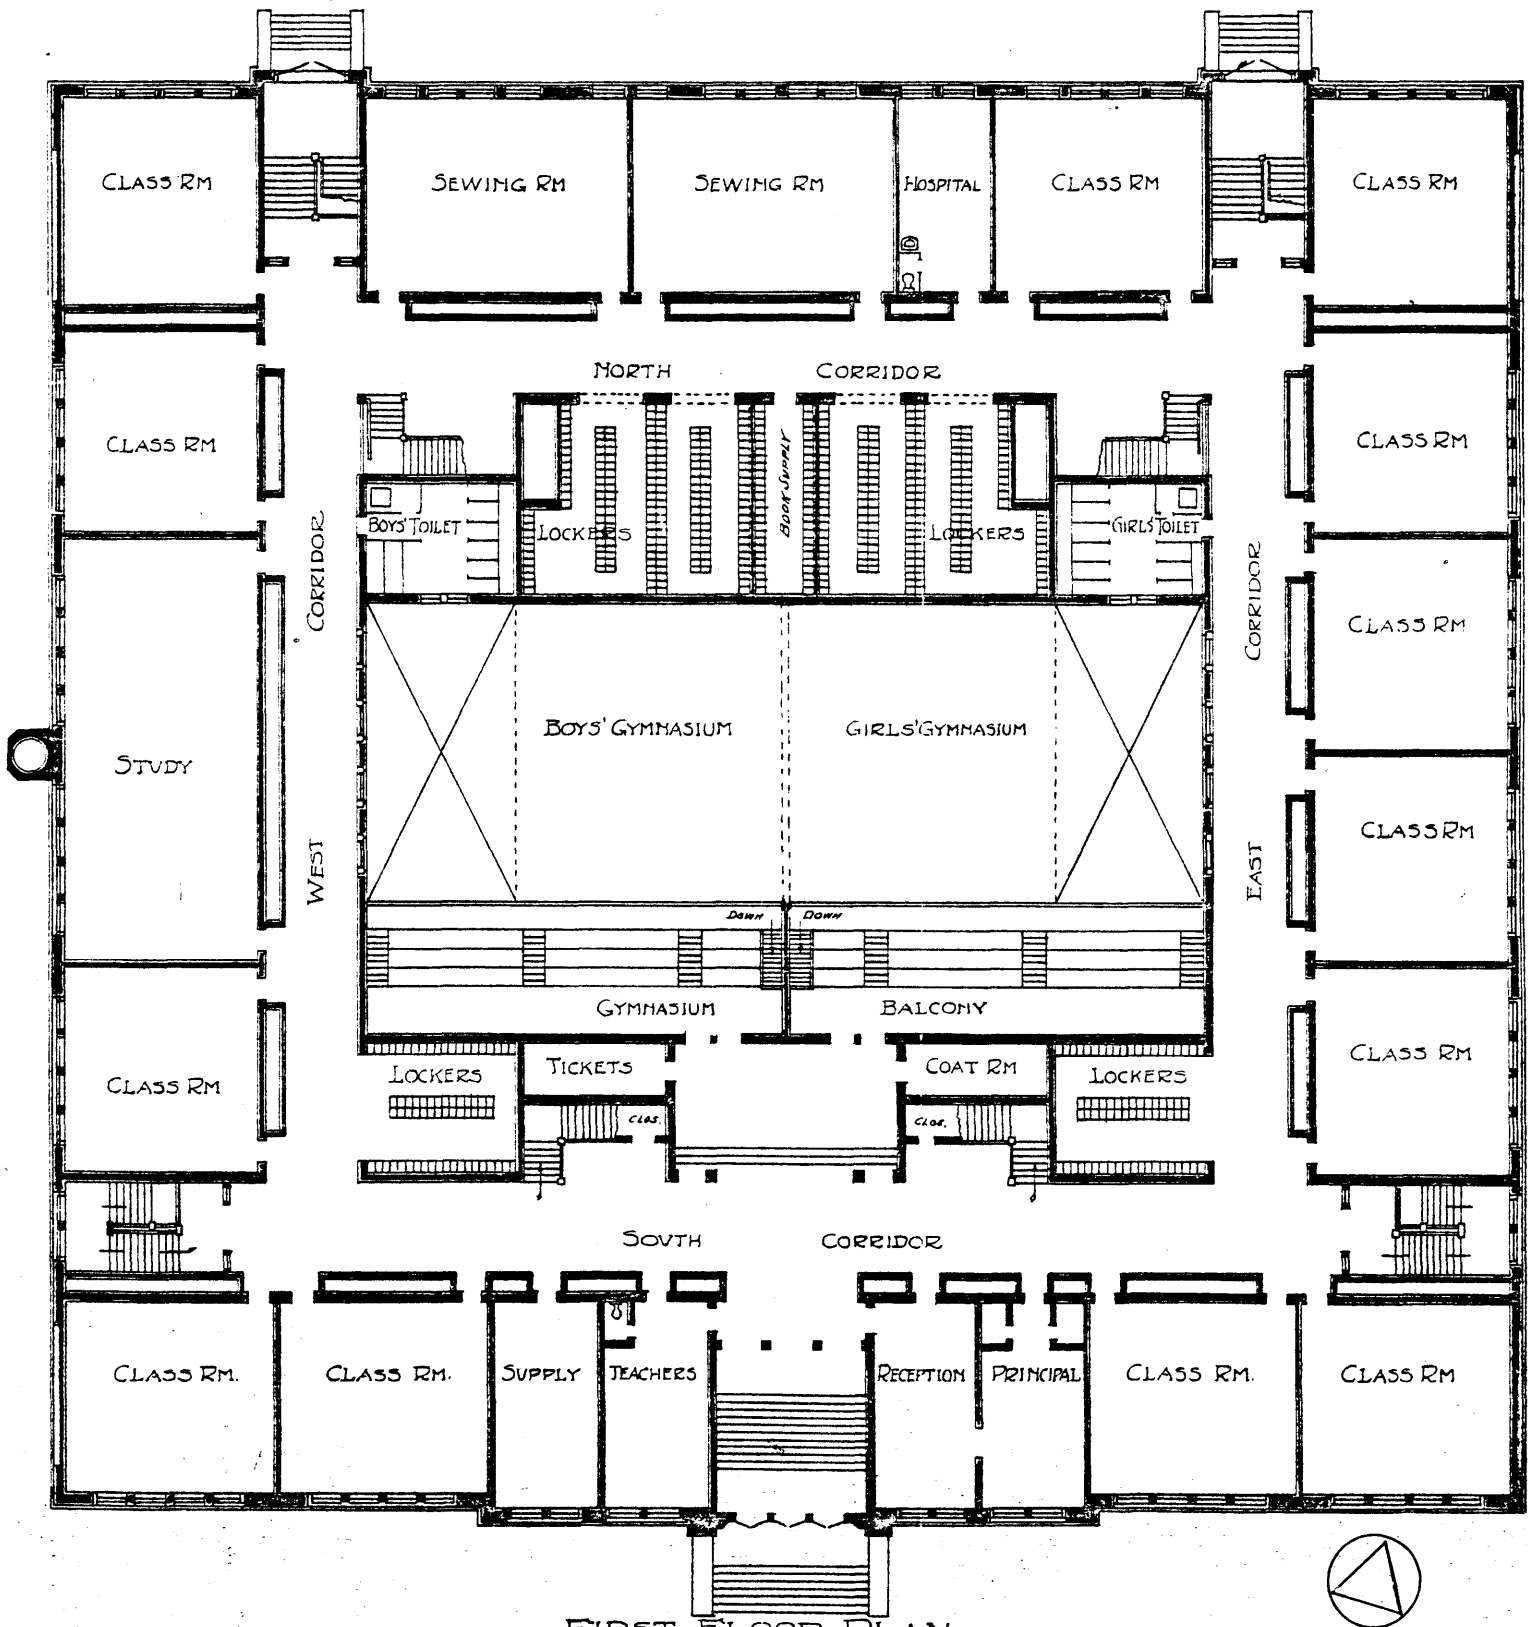 CLASS RM
SEWING RM
SEWING RM
HOSPITAL
CLASS RM
CLASS RM
NORTH CORRIDOR
CLASS RM
CLASS RM
BOYS' TOILET
LOCKERS
BOOK SUPPLY
LOCKERS
GIRLS' TOILET
WEST CORRIDOR
EAST CORRIDOR
CLASS RM
STUDY
BOYS' GYMNASIUM
GIRLS' GYMNASIUM
CLASS RM
DOWN
DOWN
GYMNASIUM BALCONY
CLASS RM
LOCKERS
TICKETS
COAT RM
LOCKERS
CLASS RM
CLOS.
CLOS.
SOUTH CORRIDOR
CLASS RM.
CLASS RM.
SUPPLY
TEACHERS
RECEPTION
PRINCIPAL
CLASS RM.
CLASS RM
FIRST FLOOR PLAN